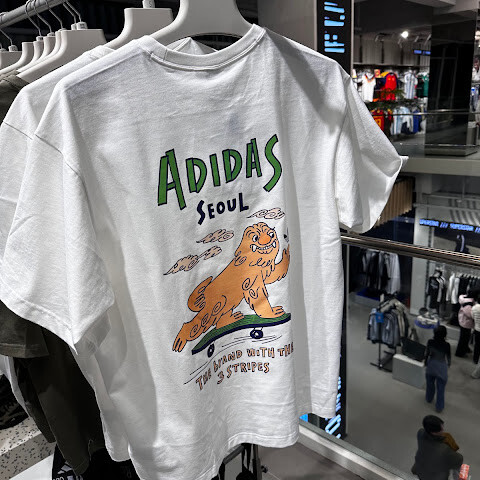 ADIDAS
SEOUL
THE BRAND WITH THE
3 STRIPES